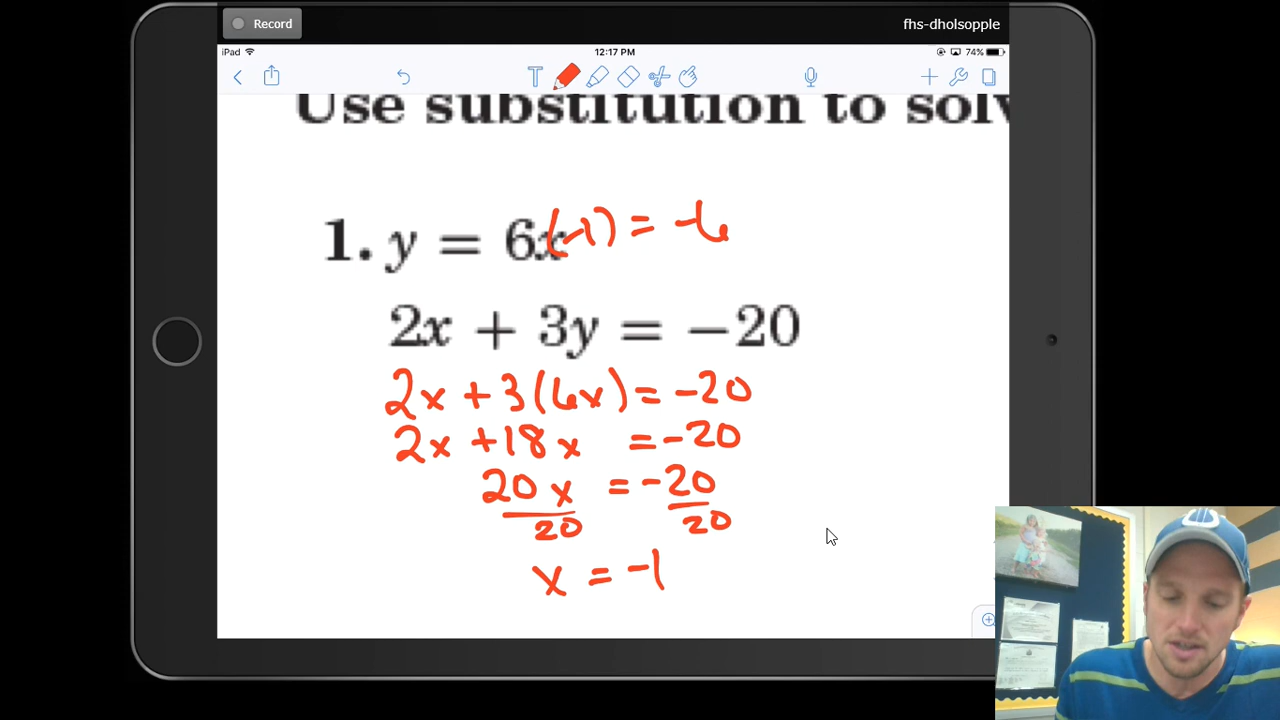 Record
fhs-dholsopple
iPad
12:17 PM
74%
T
Use substitution to solv
1. y = 6x(-1) = -6
2x + 3y = −20
2x + 3(6x) = -20
2x + 18x = -20
20x = -20
20 20
x = -1